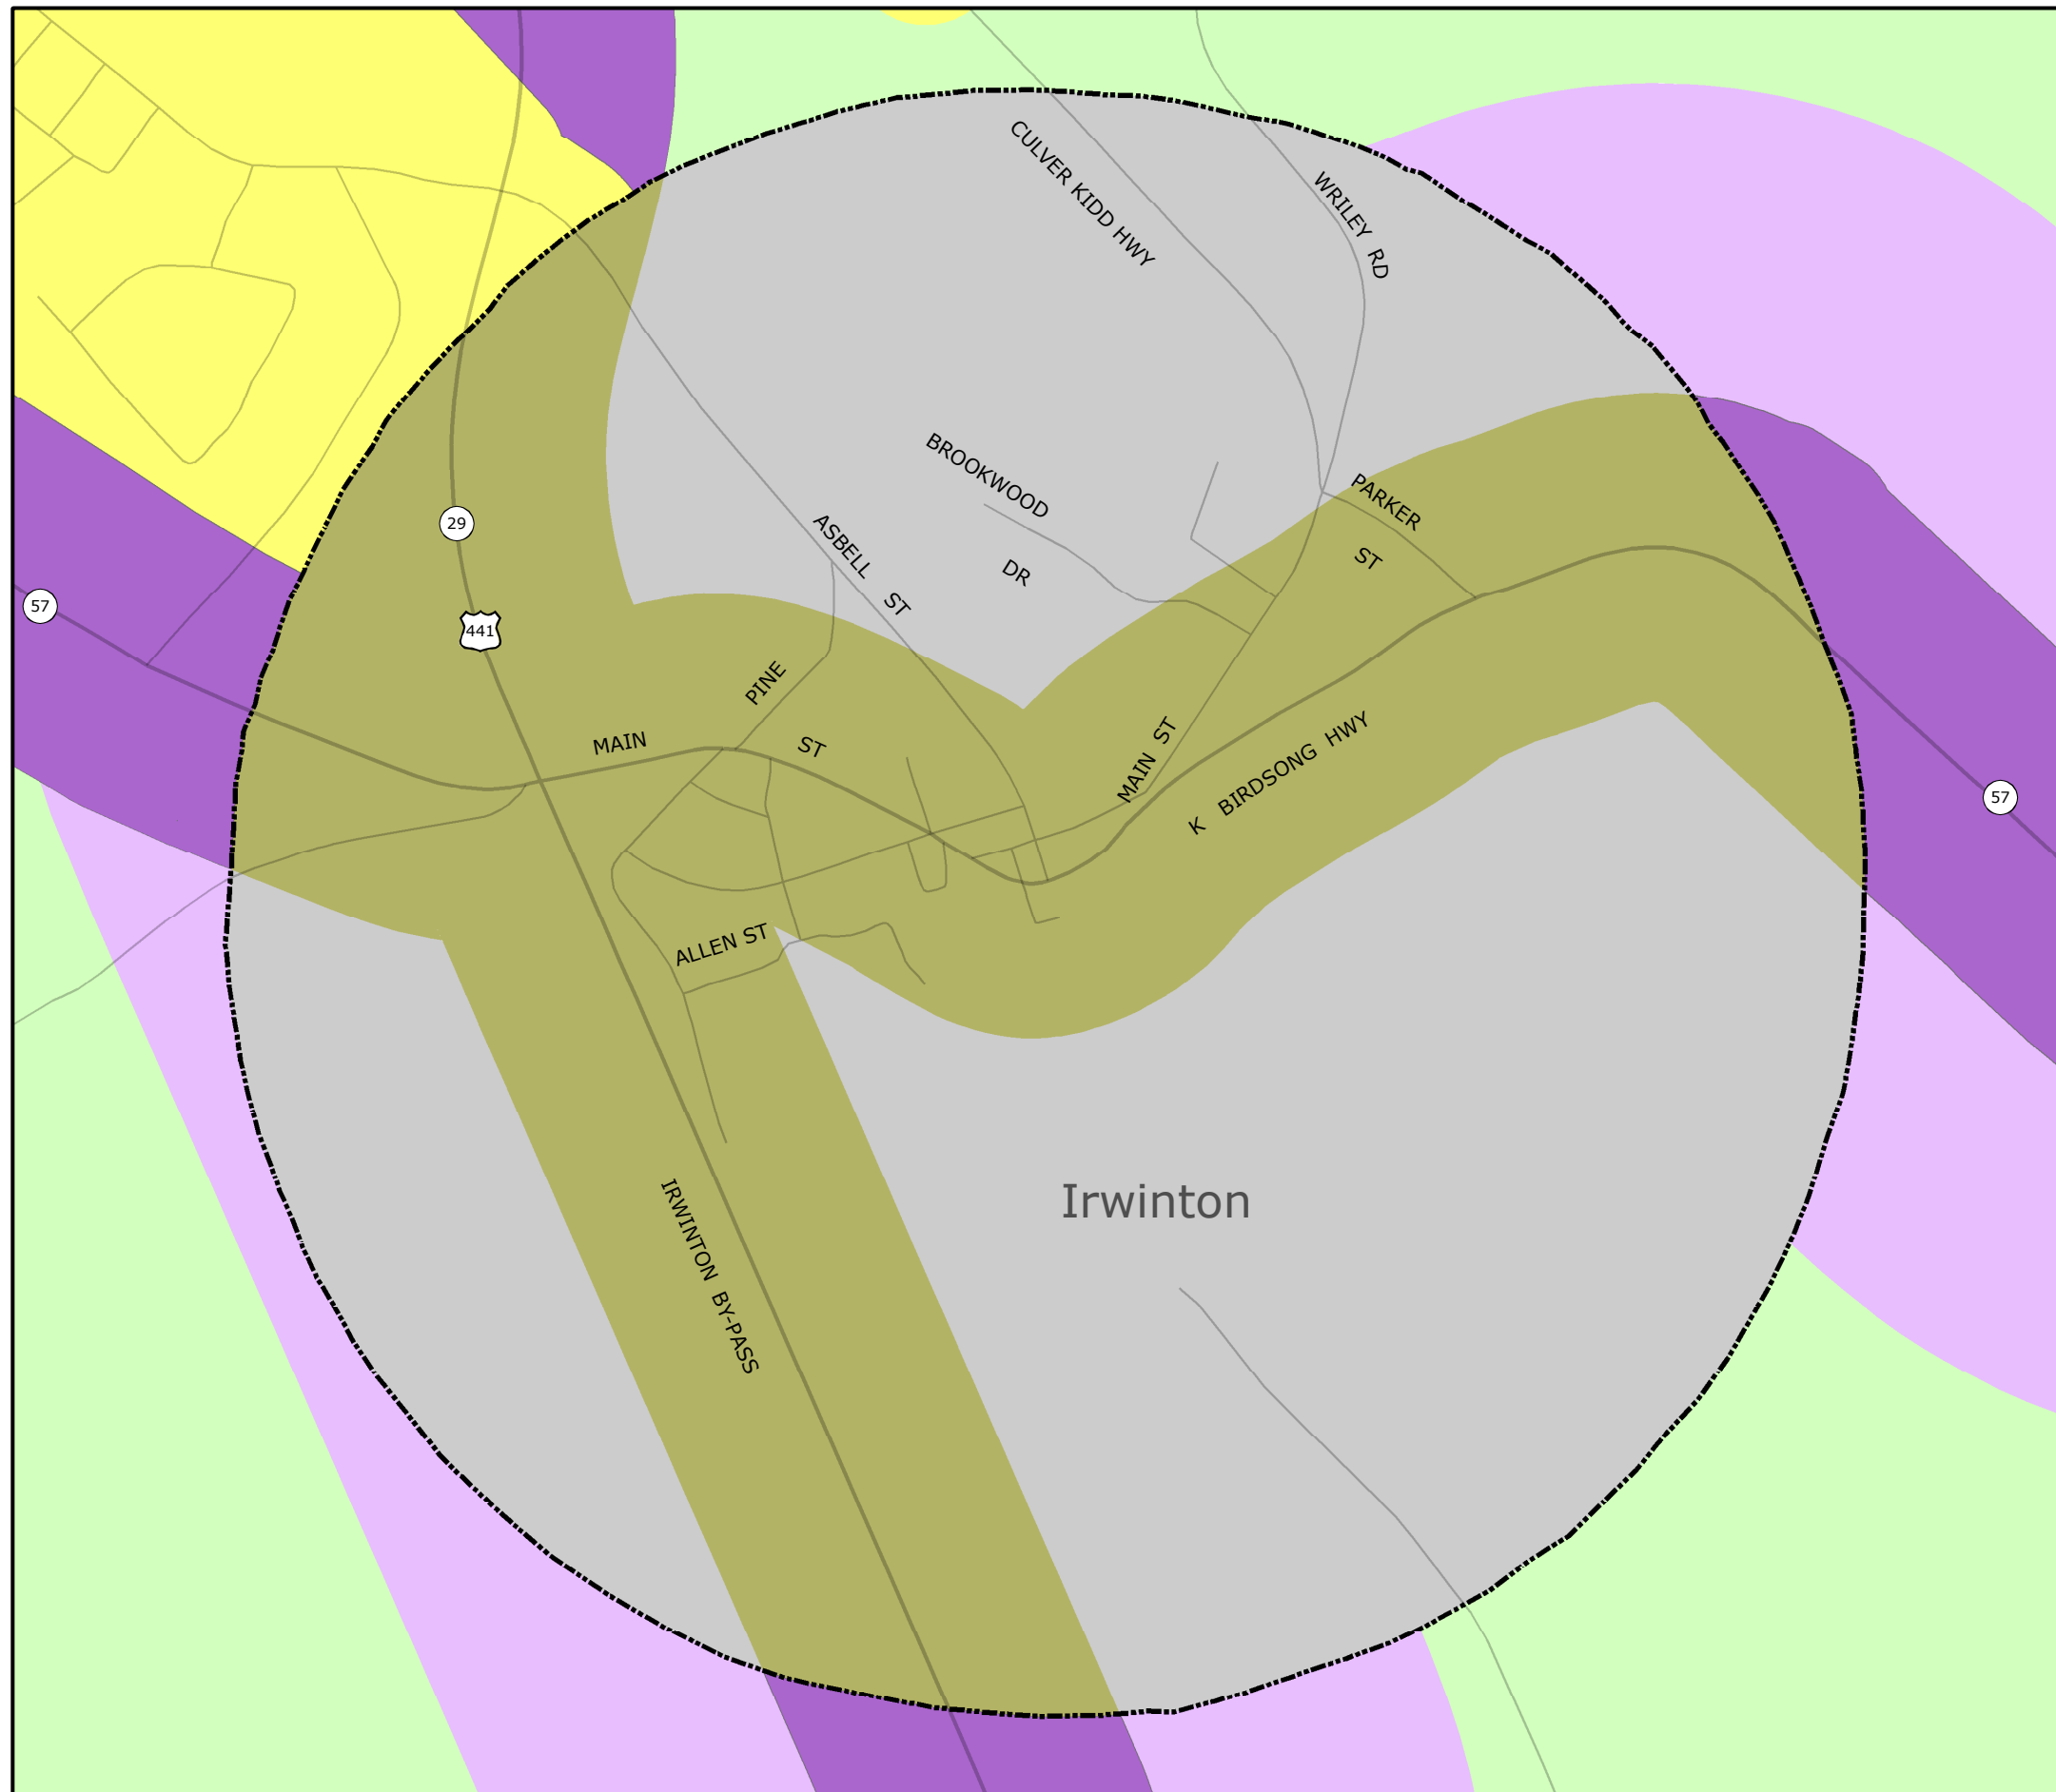 CULVER KIDD HWY
WRILEY RD
BROOKWOOD DR
PARKER ST
ASBELL ST
29
57
441
PINE ST
MAIN
MAIN ST
K BIRDSONG HWY
57
ALLEN ST
IRWINTON BY-PASS
Irwinton